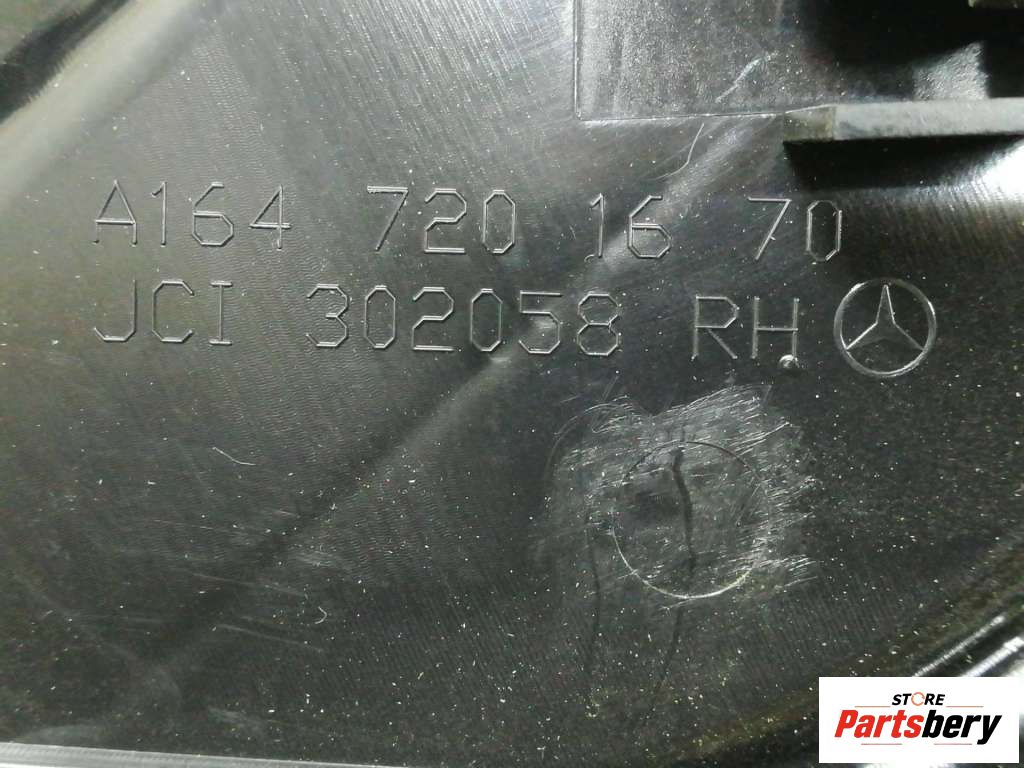 A164 720 16 70
JCI 302058 RH
STORE
Partsbery